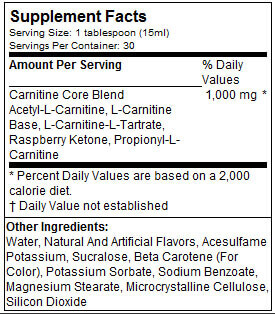 Supplement Facts
Serving Size: 1 tablespoon (15ml)
Servings Per Container: 30
Amount Per Serving % Daily Values
Carnitine Core Blend 1,000 mg *
Acetyl-L-Carnitine, L-Carnitine
Base, L-Carnitine-L-Tartrate,
Raspberry Ketone, Propionyl-L-
Carnitine
* Percent Daily Values are based on a 2,000
calorie diet.
† Daily Value not established
Other Ingredients:
Water, Natural And Artificial Flavors, Acesulfame
Potassium, Sucralose, Beta Carotene (For
Color), Potassium Sorbate, Sodium Benzoate,
Magnesium Stearate, Microcrystalline Cellulose,
Silicon Dioxide